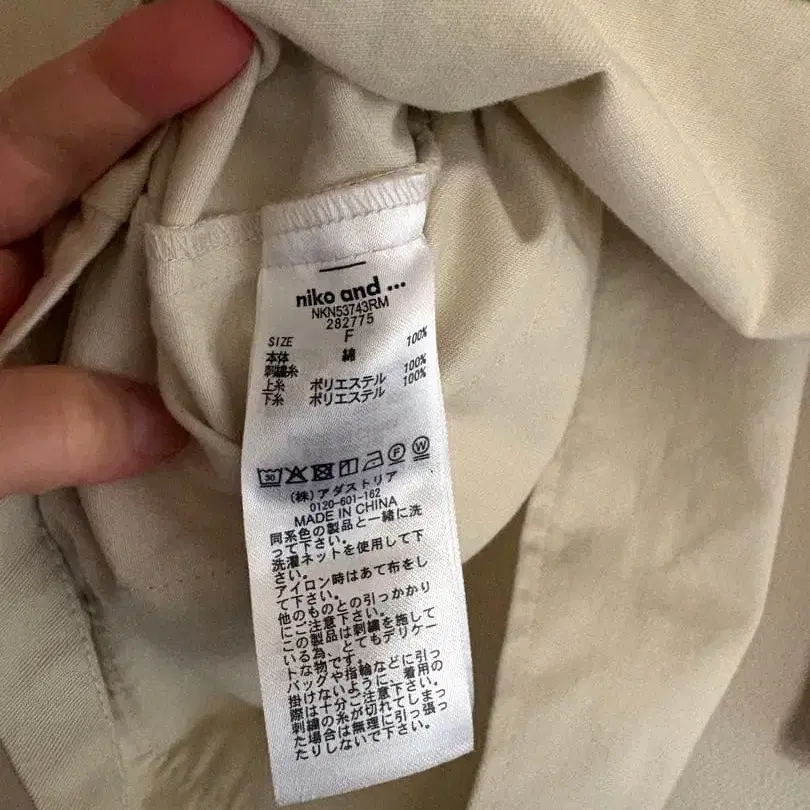 niko and ...
NKN53743RM
282775
SIZE F
本体 綿 100%
刺繍糸
上糸 ポリエステル 100%
下糸 ポリエステル 100%
30 F W
(株)アダストリア
0120-601-162
MADE IN CHINA
同系色の製品と一緒に洗
って下さい。
洗濯ネットを使用して下
さい。
アイロン時はあて布をし
て下さい。
他のものとの引っかかり
にご注意下さい。
この製品は刺繍を施して
いる為、とてもデリケー
トな物です。
バッグや指輪などに引っ
掛けないように、着用の
際は十分ご注意下さい。
刺繍の糸が切れてしまっ
た場合は無理に引っ張っ
たりしないで下さい。